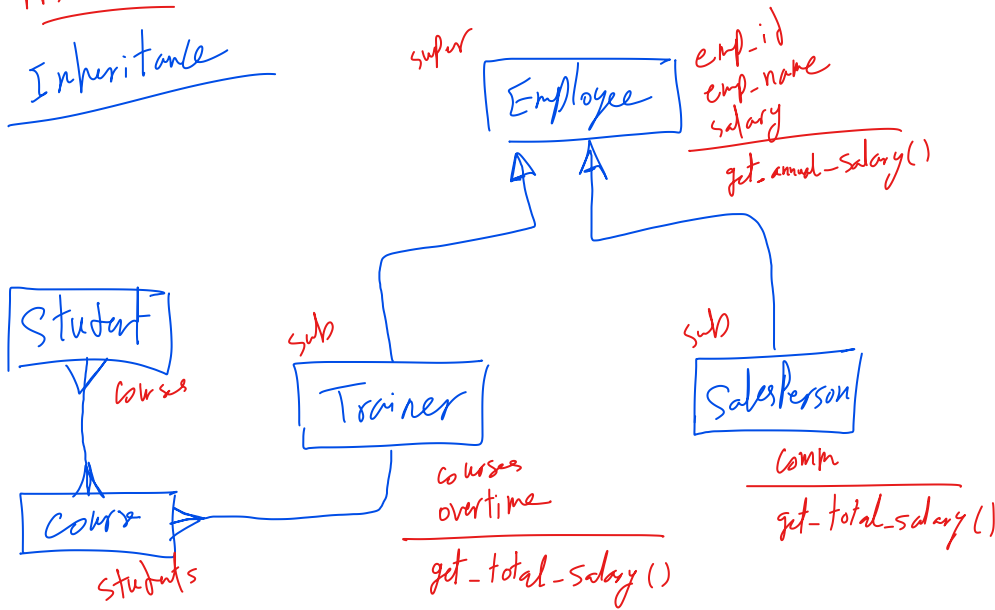 Inheritance
super
Employee
emp_id
emp_name
salary
get_annual_salary()
Student
courses
Course
students
sub
Trainer
courses
overtime
get_total_salary()
sub
SalesPerson
comm
get_total_salary()